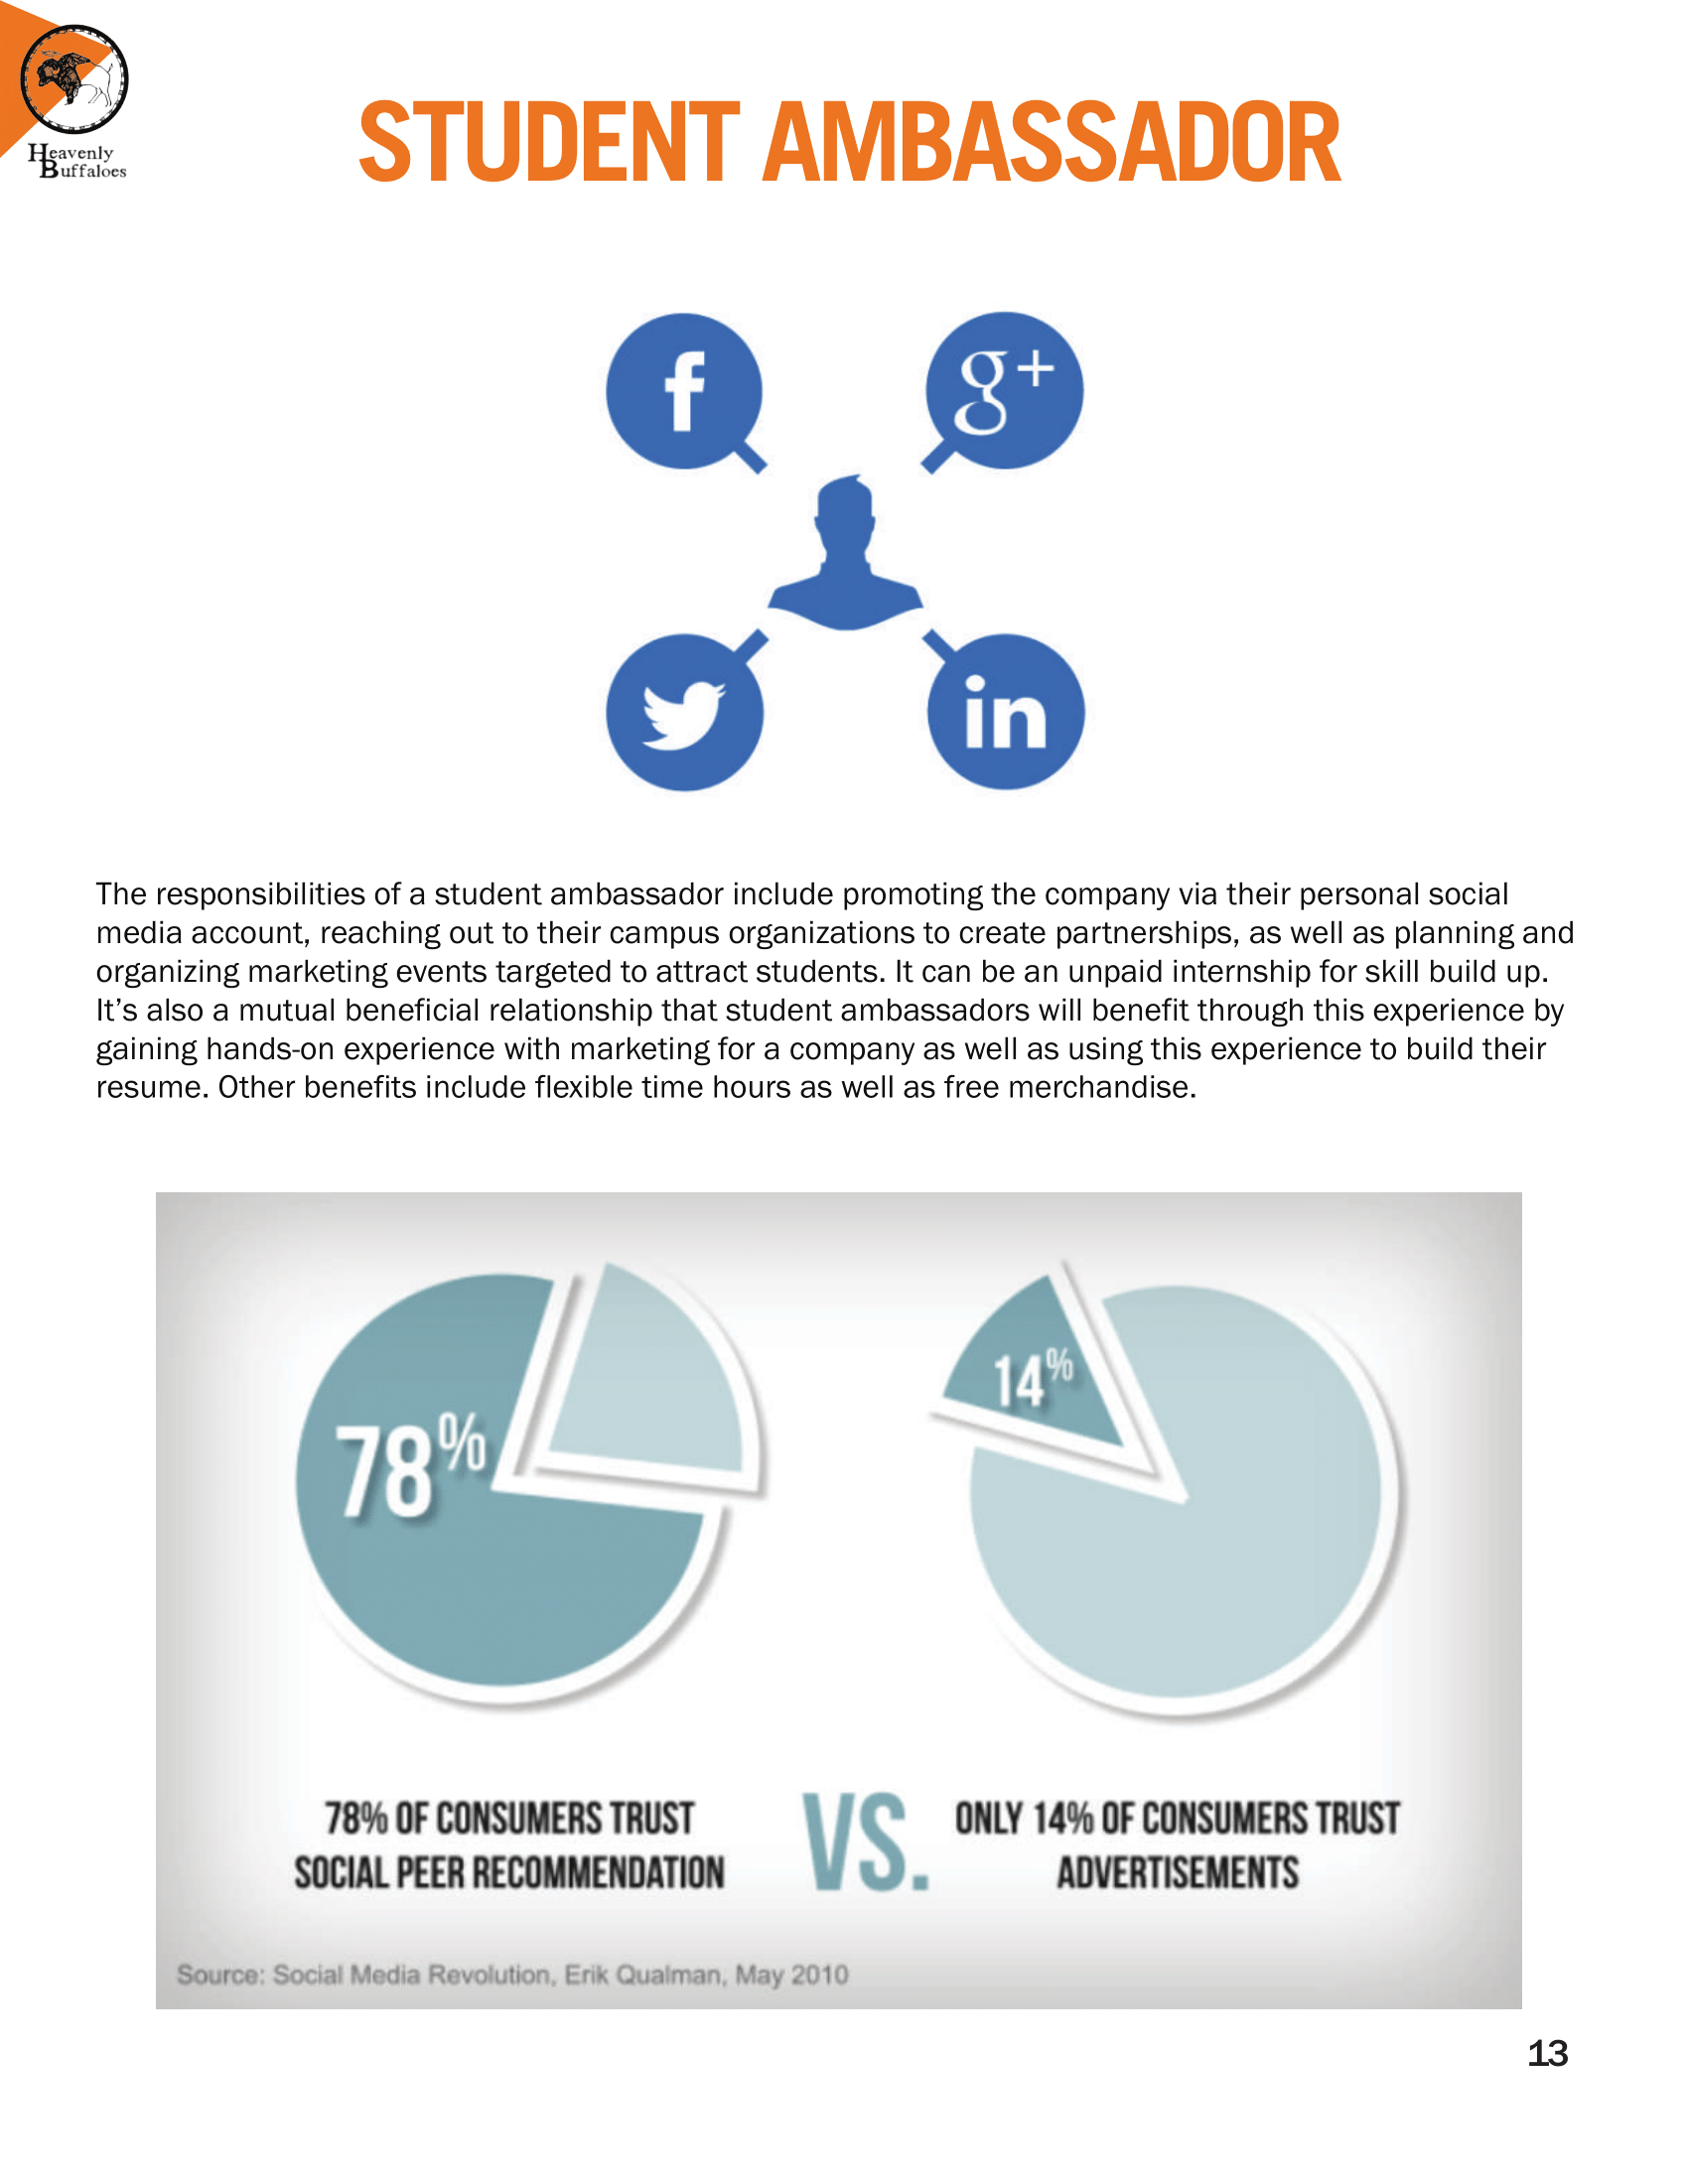 Heavenly
Buffaloes
STUDENT AMBASSADOR
f
g+
in
The responsibilities of a student ambassador include promoting the company via their personal social
media account, reaching out to their campus organizations to create partnerships, as well as planning and
organizing marketing events targeted to attract students. It can be an unpaid internship for skill build up.
It’s also a mutual beneficial relationship that student ambassadors will benefit through this experience by
gaining hands-on experience with marketing for a company as well as using this experience to build their
resume. Other benefits include flexible time hours as well as free merchandise.
78%
14%
78% OF CONSUMERS TRUST
SOCIAL PEER RECOMMENDATION
VS.
ONLY 14% OF CONSUMERS TRUST
ADVERTISEMENTS
Source: Social Media Revolution, Erik Qualman, May 2010
13